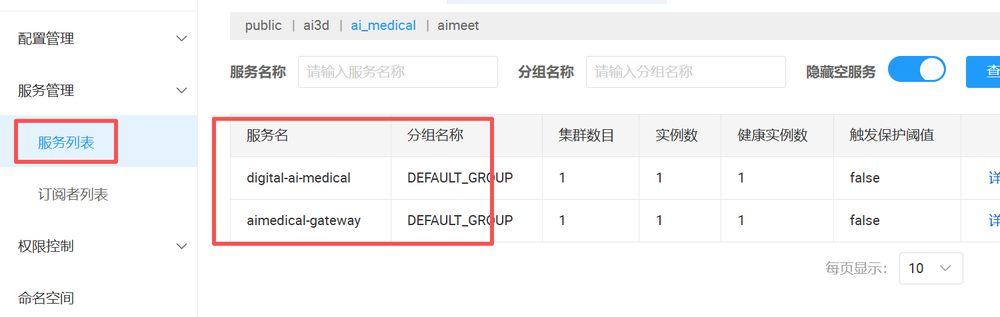 public | ai3d | ai_medical | aimeet
配置管理
服务名称 请输入服务名称 分组名称 请输入分组名称 隐藏空服务
服务管理
服务列表
服务名 分组名称 集群数目 实例数 健康实例数 触发保护阈值
digital-ai-medical DEFAULT_GROUP 1 1 1 false 详
订阅者列表
aimedical-gateway DEFAULT_GROUP 1 1 1 false 详
权限控制
每页显示: 10
命名空间